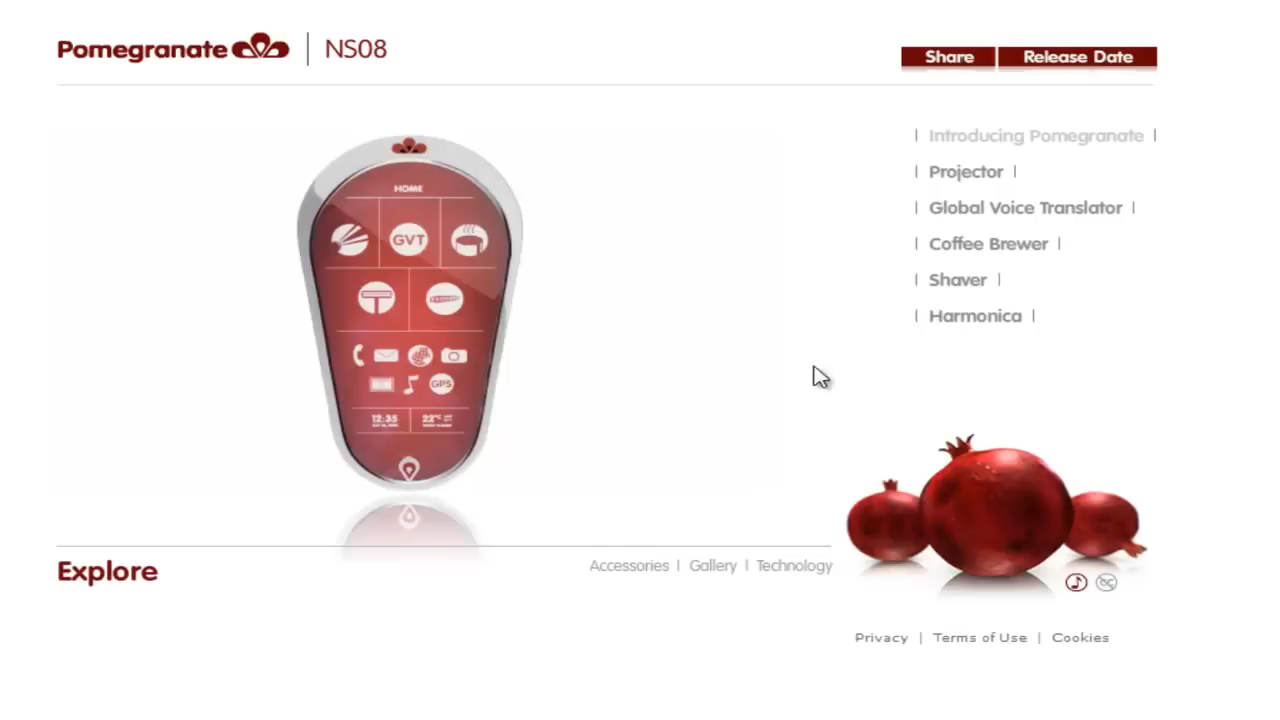 Pomegranate NS08
Share
Release Date
Introducing Pomegranate
Projector
Global Voice Translator
Coffee Brewer
Shaver
Harmonica
HOME
GVT
GPS
12:35
22°C
Explore
Accessories | Gallery | Technology
Privacy | Terms of Use | Cookies